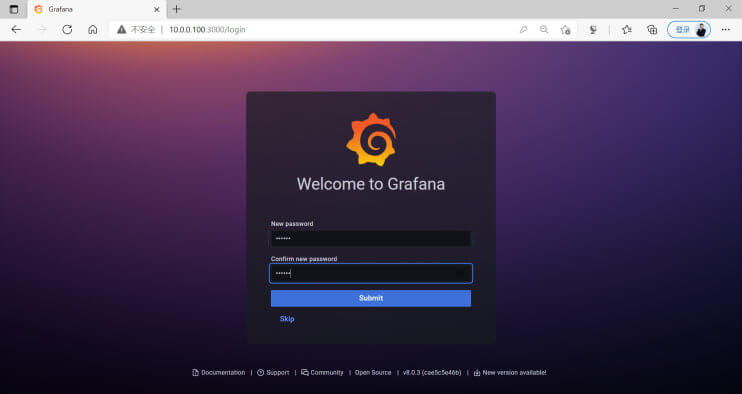 Grafana
不安全 | 10.0.0.100:3000/login
登录
Welcome to Grafana
New password
••••••
Confirm new password
••••••
Submit
Skip
Documentation | Support | Community | Open Source | v8.0.3 (cae5c5e46b) | New version available!